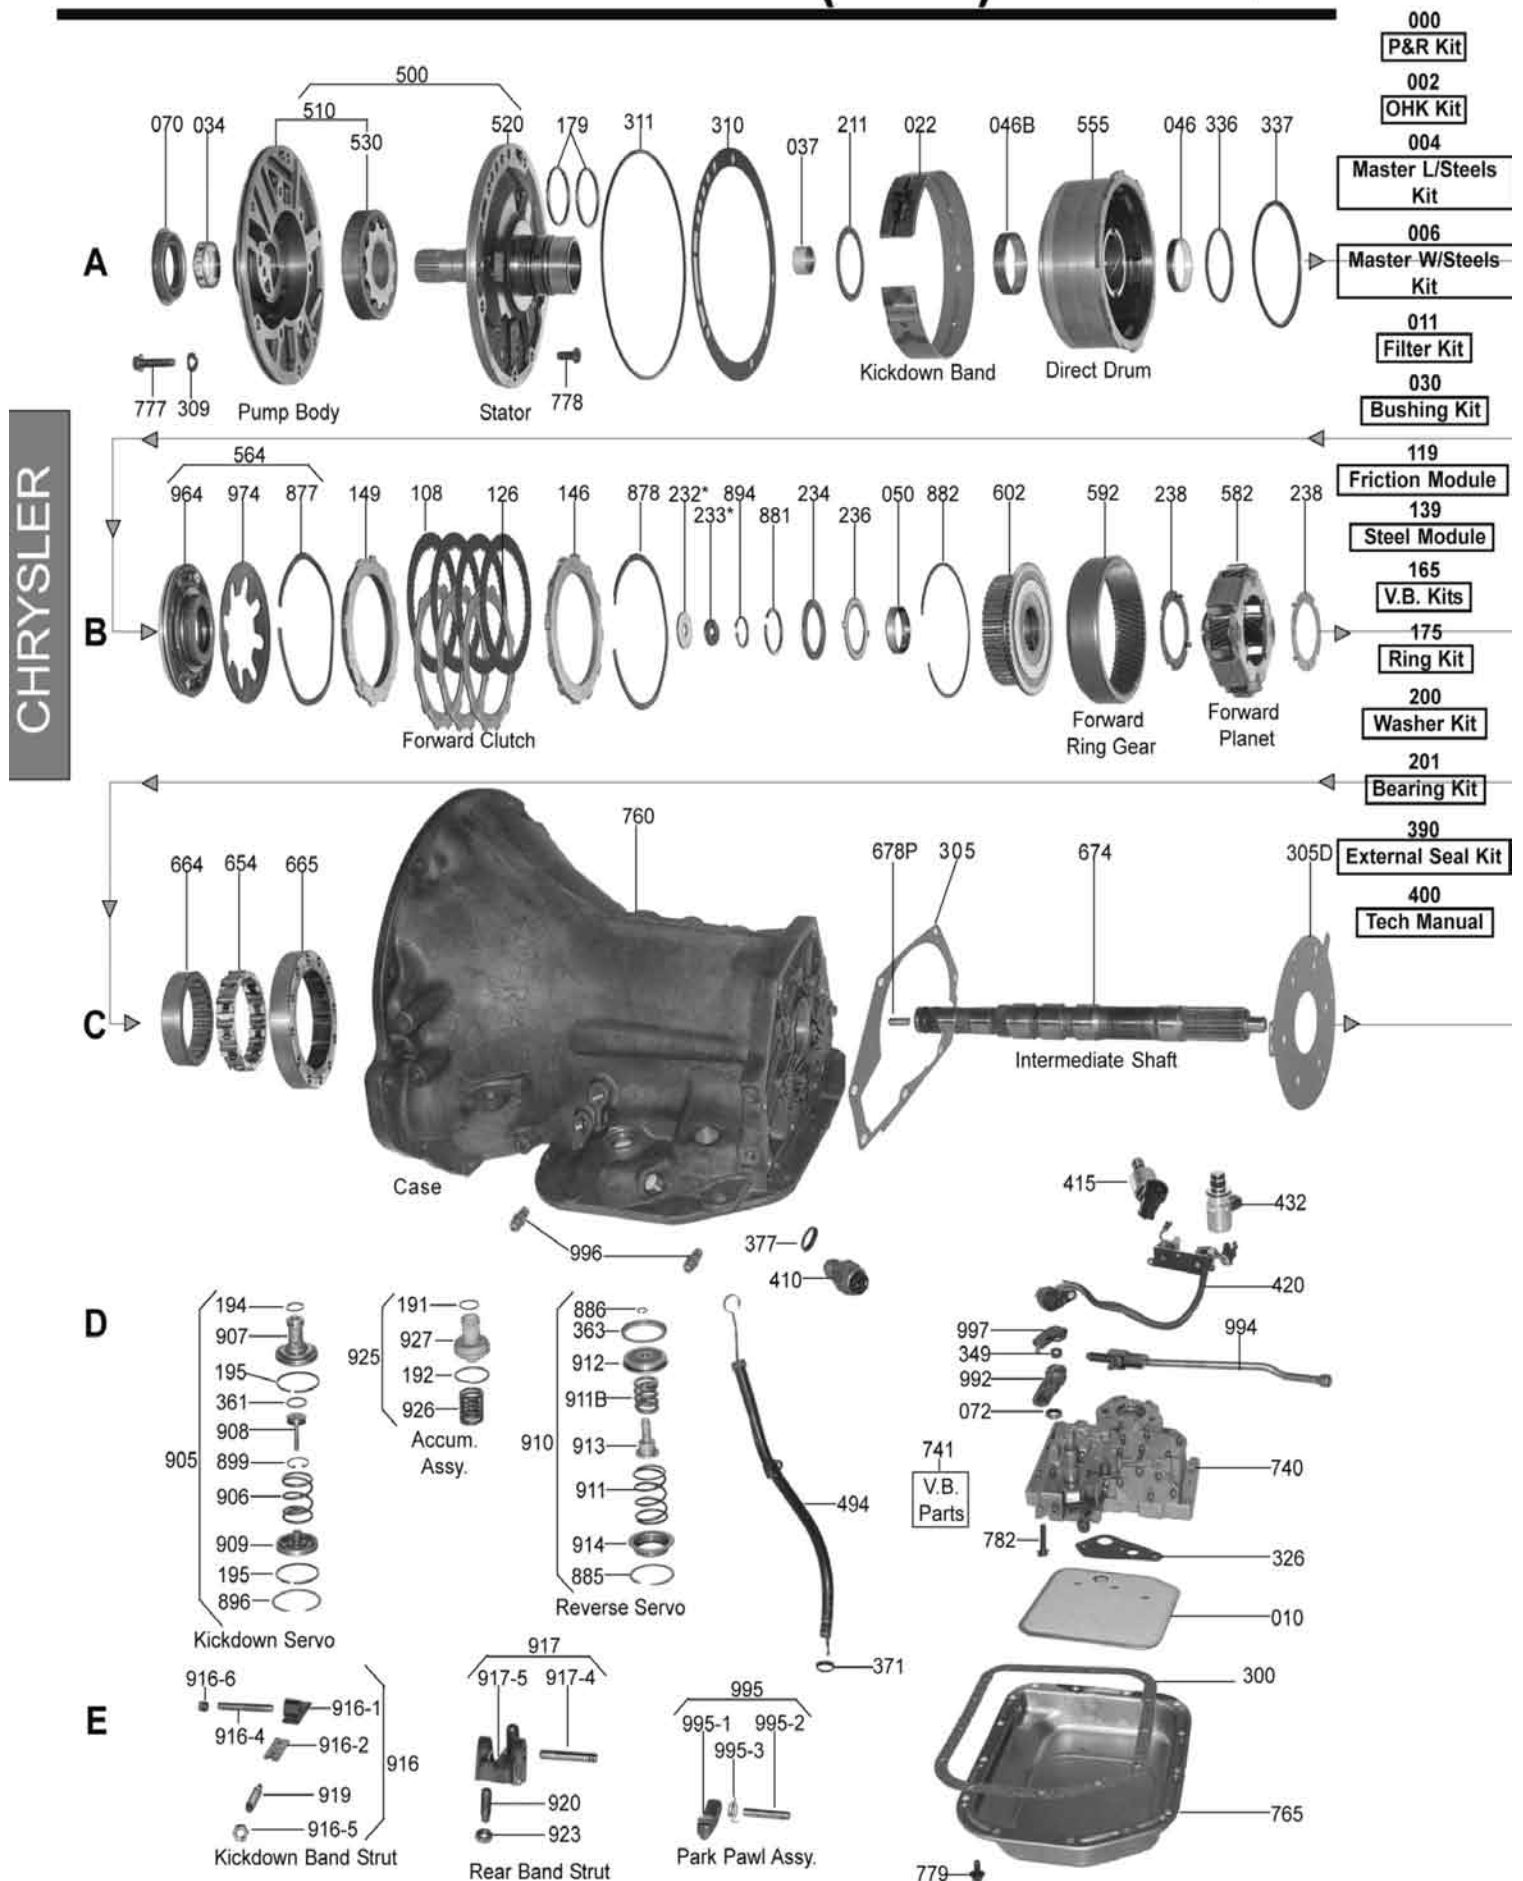 000
P&R Kit
002
OHK Kit
004
Master L/Steels
Kit
006
Master W/Steels
Kit
011
Filter Kit
030
Bushing Kit
119
Friction Module
139
Steel Module
165
V.B. Kits
175
Ring Kit
200
Washer Kit
201
Bearing Kit
390
External Seal Kit
400
Tech Manual
CHRYSLER
A
500
510
070 034 530 520 179 311 310 037 211 022 046B 555 046 336 337
777 309 778
Pump Body
Stator
Kickdown Band
Direct Drum
B
564
964 974 877 149 108 126 146 878 232* 233* 894 881 234 236 050 882 602 592 238 582 238
Forward Clutch
Forward
Ring Gear
Forward
Planet
C
664 654 665 760 678P 305 674 305D
Intermediate Shaft
Case
996
377
410
415
432
420
D
905
194
907
195
361
908
899
906
909
195
896
Kickdown Servo
925
191
927
192
926
Accum.
Assy.
910
886
363
912
911B
913
911
914
885
Reverse Servo
494
371
997
349
992
072
994
741
V.B.
Parts
740
782
326
010
300
765
779
E
916-6
916-1
916-4
916-2
916
919
916-5
Kickdown Band Strut
917
917-5 917-4
920
923
Rear Band Strut
995
995-1 995-2
995-3
Park Pawl Assy.